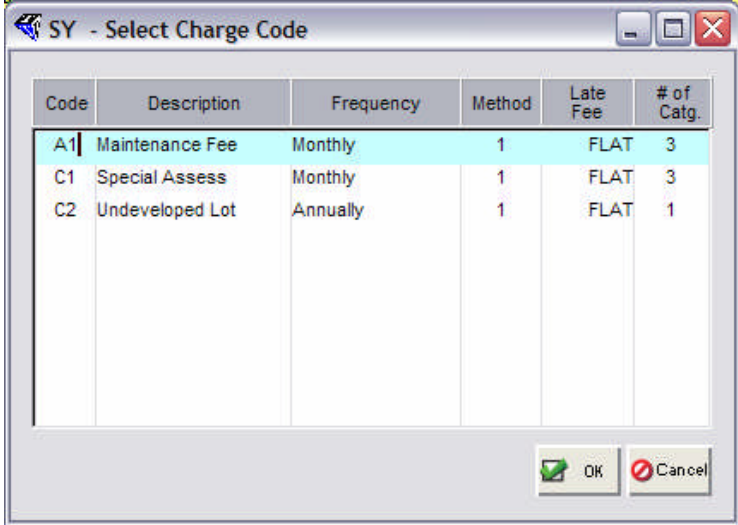 SY - Select Charge Code
Code Description Frequency Method Late Fee # of Catg.
A1 Maintenance Fee Monthly 1 FLAT 3
C1 Special Assess Monthly 1 FLAT 3
C2 Undeveloped Lot Annually 1 FLAT 1
OK Cancel